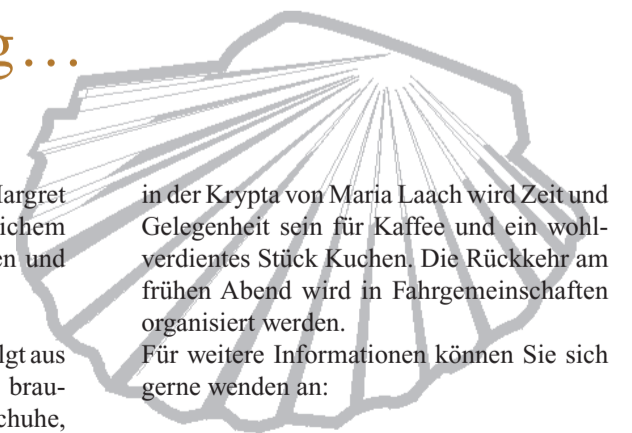 g…
Margret
ichem
en und
lgt aus
brau-
chuhe,
in der Krypta von Maria Laach wird Zeit und
Gelegenheit sein für Kaffee und ein wohl-
verdientes Stück Kuchen. Die Rückkehr am
frühen Abend wird in Fahrgemeinschaften
organisiert werden.
Für weitere Informationen können Sie sich
gerne wenden an: